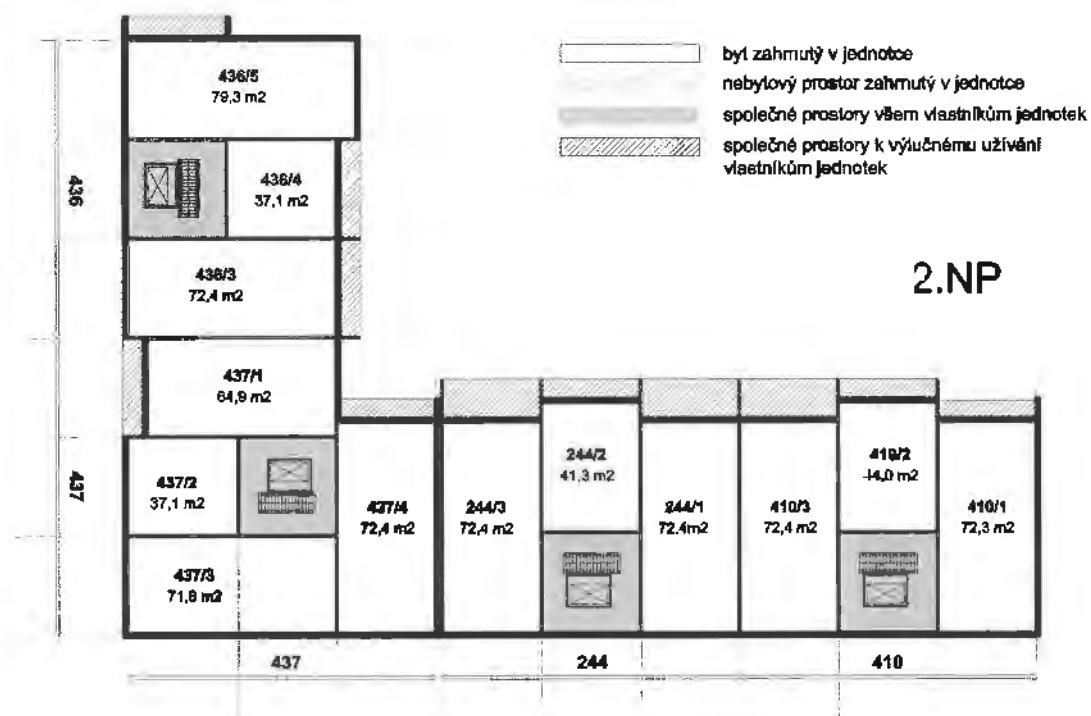 byt zahrnutý v jednotce
nebytový prostor zahrnutý v jednotce
společné prostory všem vlastníkům jednotek
společné prostory k výlučnému užívání
vlastníkům jednotek
2.NP
436/5
79,3 m2
436/4
37,1 m2
436
436/3
72,4 m2
437/1
64,9 m2
437/2
37,1 m2
437
437/3
71,8 m2
437/4
72,4 m2
244/3
72,4 m2
244/2
41,3 m2
244/1
72,4m2
410/3
72,4 m2
410/2
410/1
72,3 m2
437
244
410